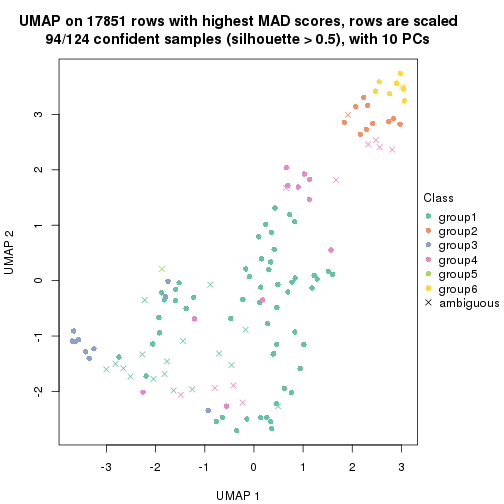 UMAP on 17851 rows with highest MAD scores, rows are scaled
94/124 confident samples (silhouette > 0.5), with 10 PCs
3
2
1
0
-1
-2
UMAP 2
-3
-2
-1
0
1
2
3
UMAP 1
Class
group1
group2
group3
group4
group5
group6
ambiguous